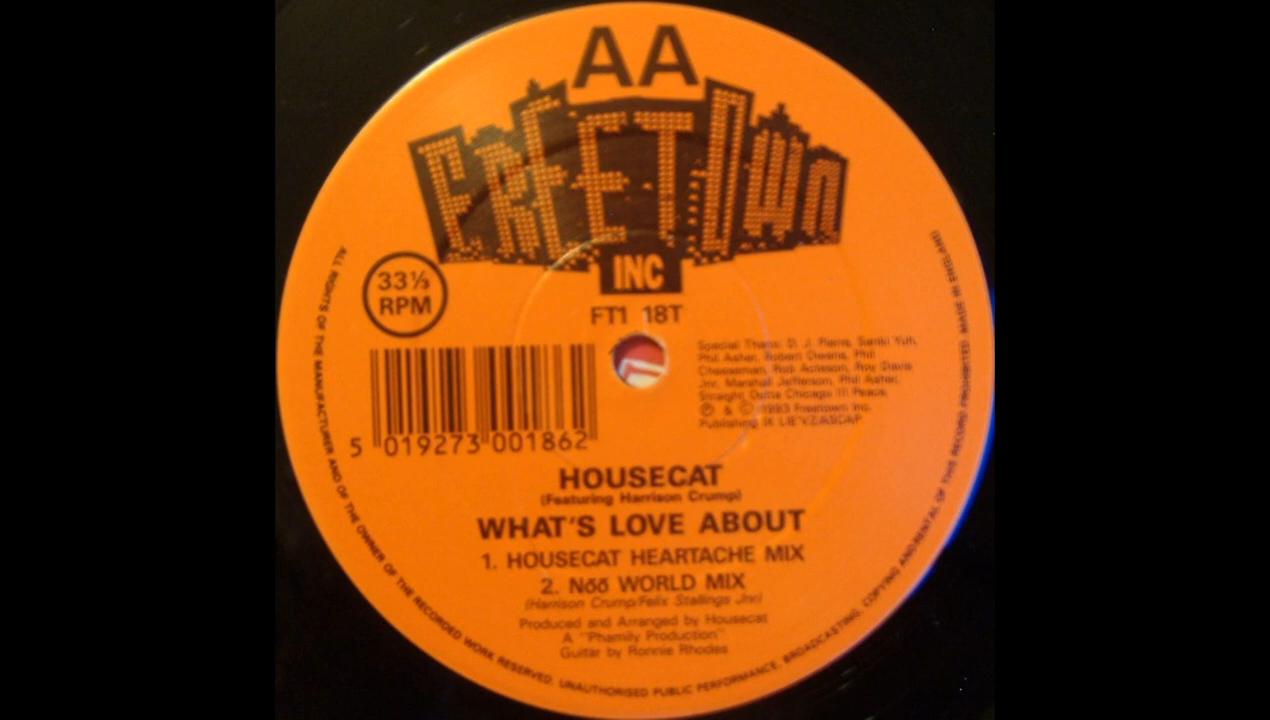 AA
FREETOWN
INC
33⅓
RPM
FT1 18T
5 019273 001862
Special Thanx: D. J. Pierre, Santi Yuh,
Phil Asher, Robert Owens, Phil
Cheeseman, Rob Acteson, Roy Davis
Jnr, Marshall Jefferson, Phil Asher,
Straight Outta Chicago !!! Peace.
℗ & © 1993 Freetown Inc.
Publishing
HOUSECAT
(Featuring Harrison Crump)
WHAT'S LOVE ABOUT
1. HOUSECAT HEARTACHE MIX
2. Nőő WORLD MIX
(Harrison Crump/Felix Stallings Jnr)
Produced and Arranged by Housecat
A "Phamily Production"
Guitar by Ronnie Rhodes
ALL RIGHTS OF THE MANUFACTURER AND OF THE OWNER OF THE RECORDED WORK RESERVED. UNAUTHORISED PUBLIC PERFORMANCE, BROADCASTING, COPYING AND RENTAL OF THIS RECORD PROHIBITED. MADE IN ENGLAND